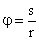 φ = s/r